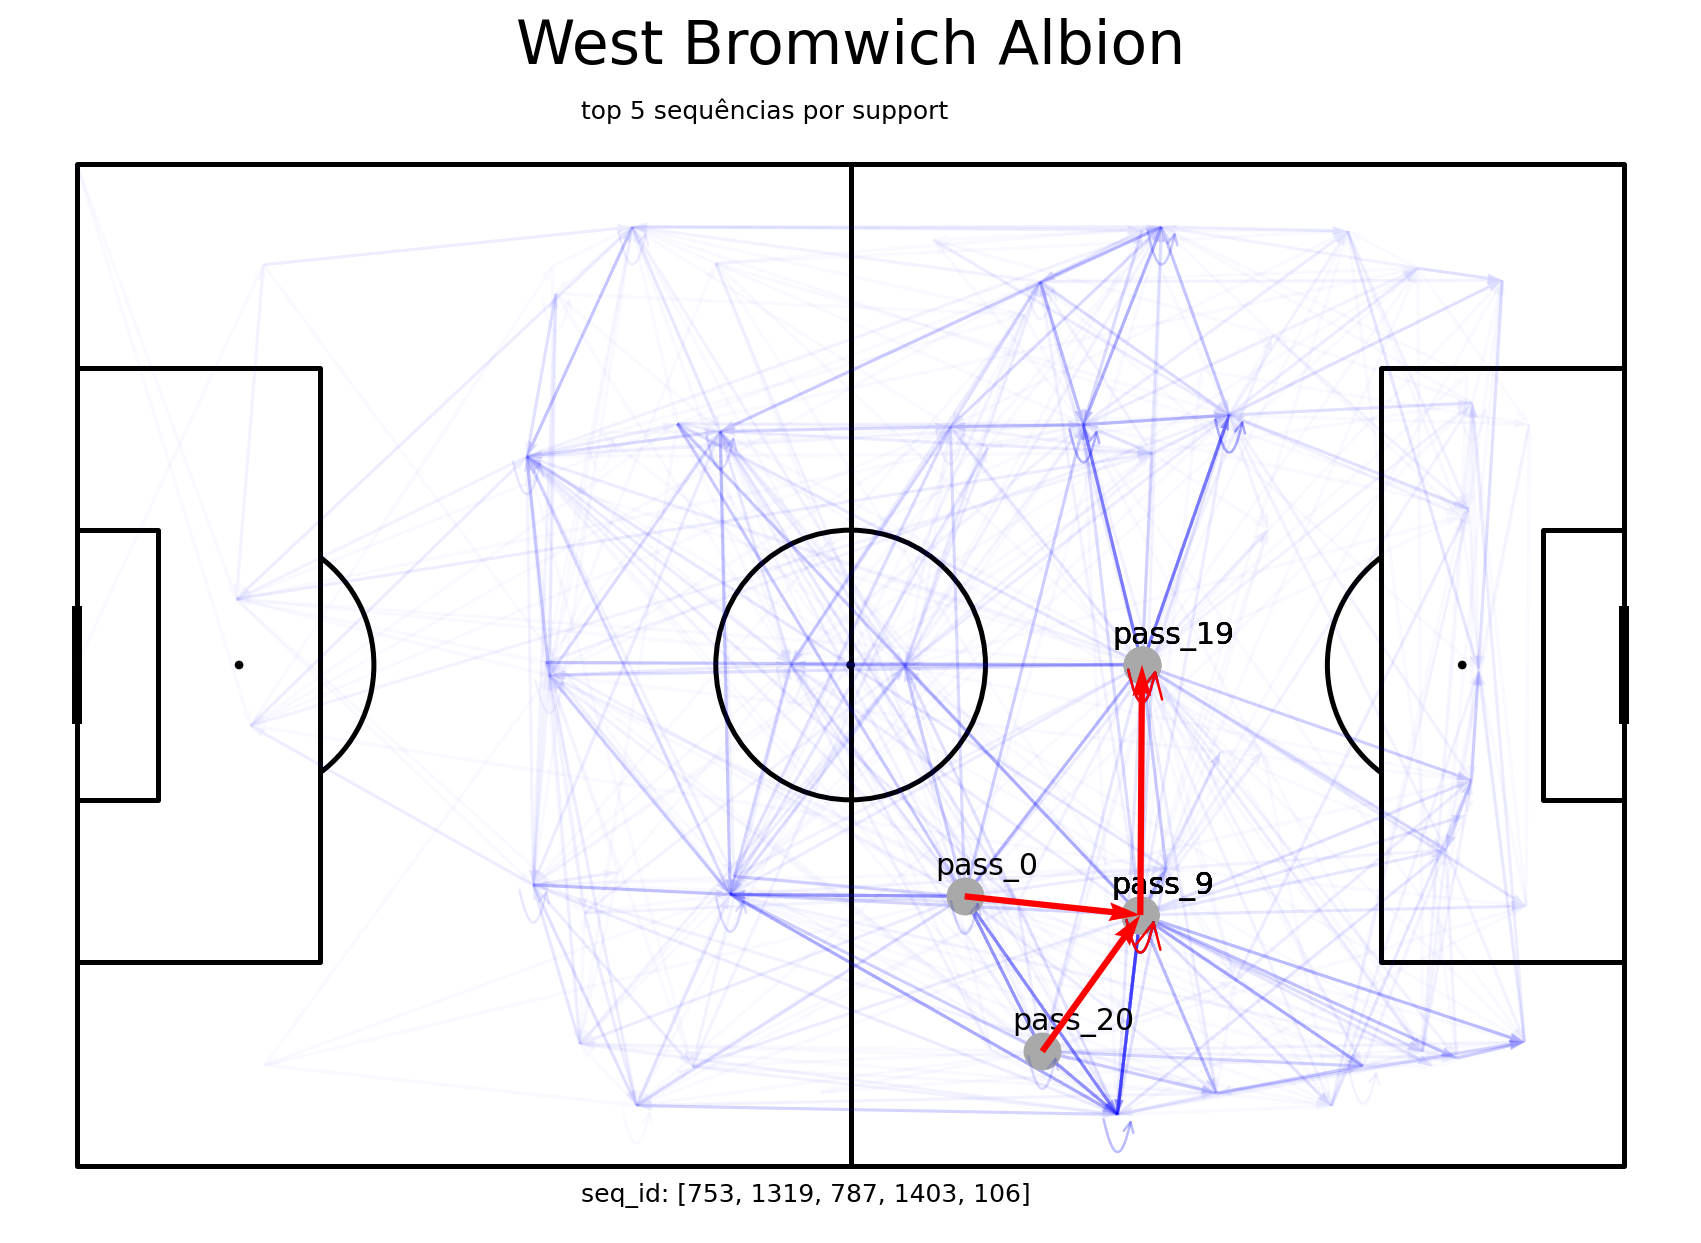 West Bromwich Albion
top 5 sequências por support
pass_19
pass_0
pass_9
pass_20
seq_id: [753, 1319, 787, 1403, 106]